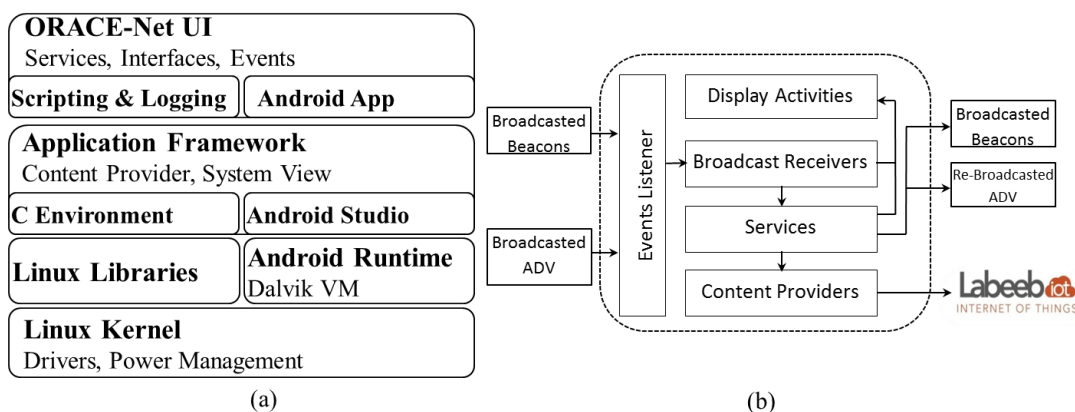 ORACE-Net UI
Services, Interfaces, Events
Scripting & Logging
Android App
Application Framework
Content Provider, System View
C Environment
Android Studio
Linux Libraries
Android Runtime
Dalvik VM
Linux Kernel
Drivers, Power Management
(a)
Broadcasted
Beacons
Broadcasted
ADV
Events Listener
Display Activities
Broadcast Receivers
Services
Content Providers
Broadcasted
Beacons
Re-Broadcasted
ADV
Labeeb iot
INTERNET OF THINGS
(b)